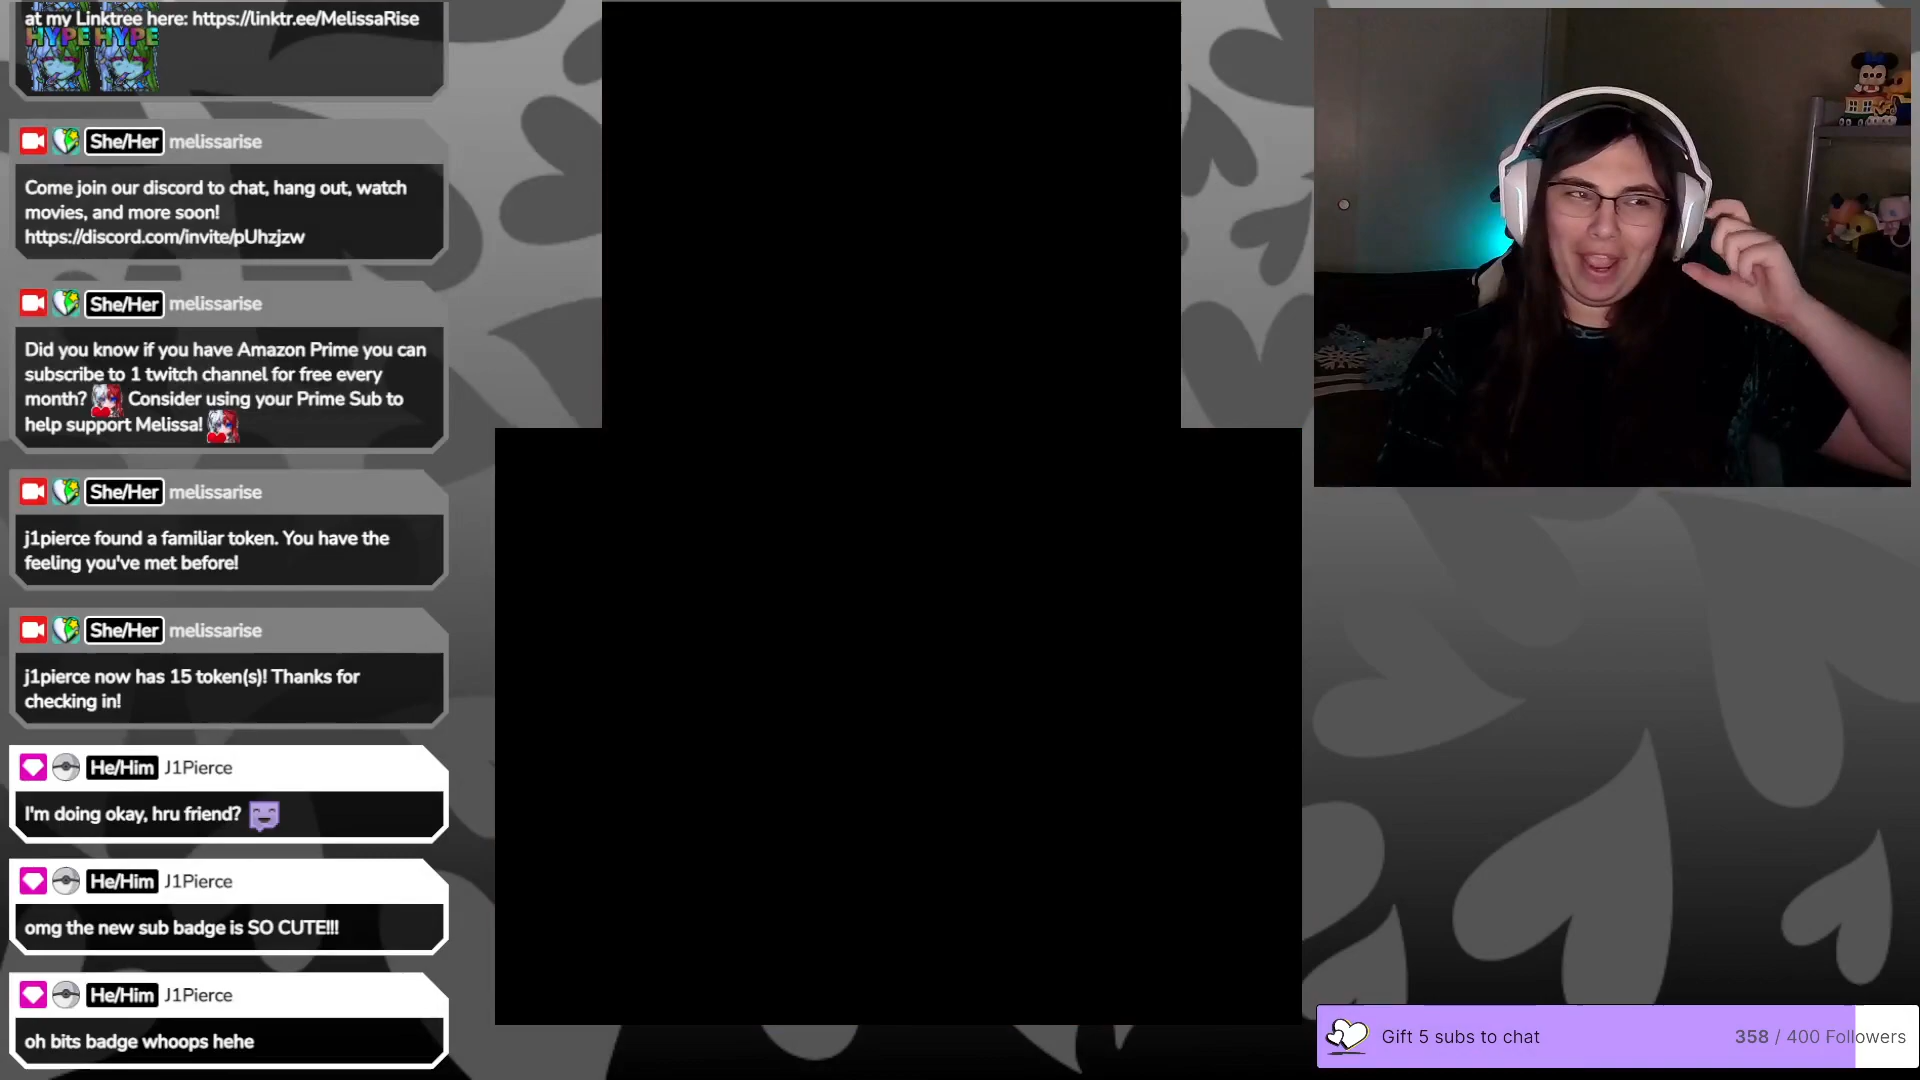 at my Linktree here: https://linktr.ee/MelissaRise
HYPE HYPE
She/Her melissarise
Come join our discord to chat, hang out, watch
movies, and more soon!
https://discord.com/invite/pUhzjzw
She/Her melissarise
Did you know if you have Amazon Prime you can
subscribe to 1 twitch channel for free every
month? Consider using your Prime Sub to
help support Melissa!
She/Her melissarise
j1pierce found a familiar token. You have the
feeling you've met before!
She/Her melissarise
j1pierce now has 15 token(s)! Thanks for
checking in!
He/Him J1Pierce
I'm doing okay, hru friend?
He/Him J1Pierce
omg the new sub badge is SO CUTE!!!
He/Him J1Pierce
oh bits badge whoops hehe
Gift 5 subs to chat 358 / 400 Followers